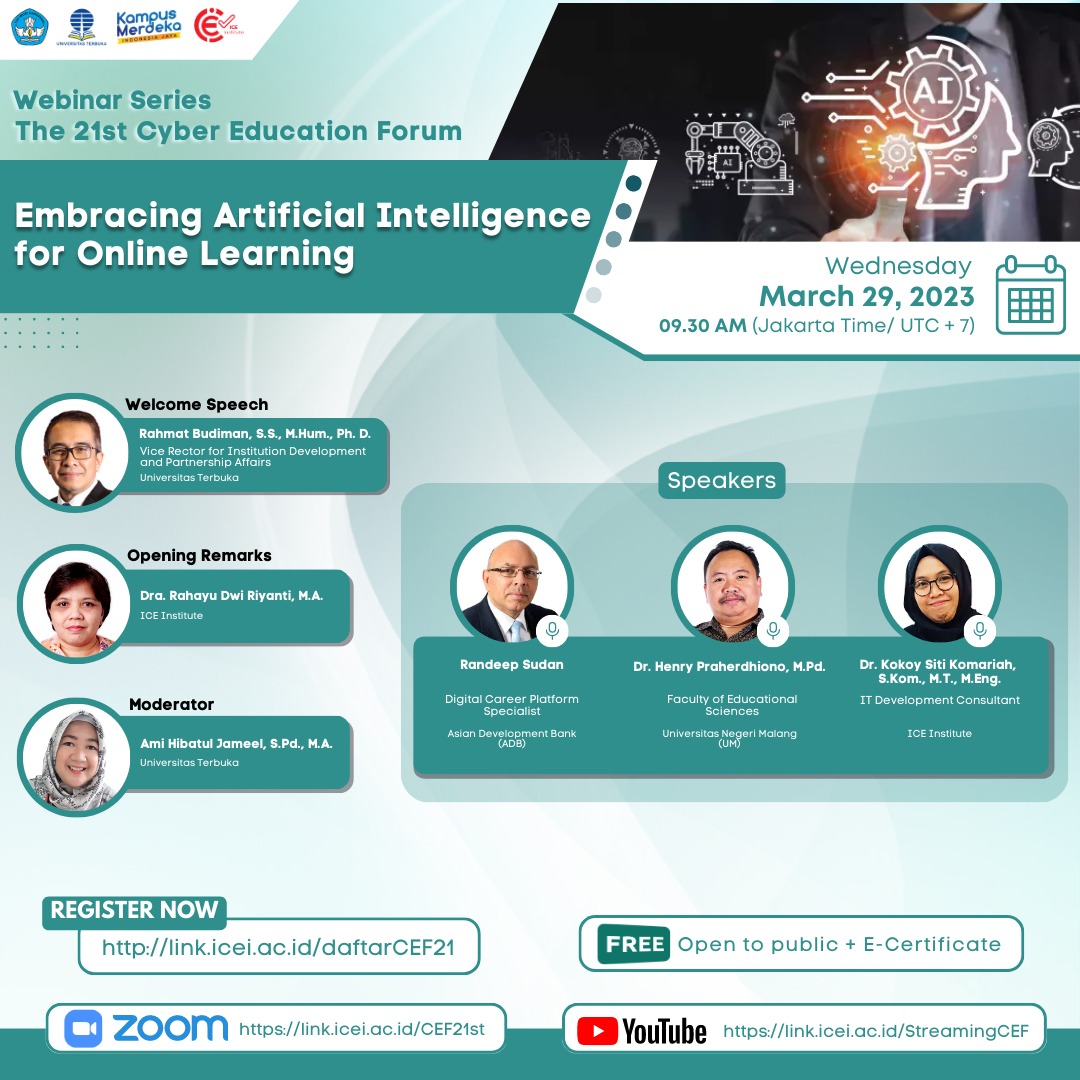 UNIVERSITAS TERBUKA
Kampus
Merdeka
INDONESIA JAYA
ICE
Institute
Webinar Series
The 21st Cyber Education Forum
AI
AI
Embracing Artificial Intelligence
for Online Learning
Wednesday
March 29, 2023
09.30 AM (Jakarta Time/ UTC + 7)
Welcome Speech
Rahmat Budiman, S.S., M.Hum., Ph. D.
Vice Rector for Institution Development
and Partnership Affairs
Universitas Terbuka
Opening Remarks
Dra. Rahayu Dwi Riyanti, M.A.
ICE Institute
Moderator
Ami Hibatul Jameel, S.Pd., M.A.
Universitas Terbuka
Speakers
Randeep Sudan
Digital Career Platform
Specialist
Asian Development Bank
(ADB)
Dr. Henry Praherdhiono, M.Pd.
Faculty of Educational
Sciences
Universitas Negeri Malang
(UM)
Dr. Kokoy Siti Komariah,
S.Kom., M.T., M.Eng.
IT Development Consultant
ICE Institute
REGISTER NOW
http://link.icei.ac.id/daftarCEF21
FREE Open to public + E-Certificate
zoom https://link.icei.ac.id/CEF21st
YouTube https://link.icei.ac.id/StreamingCEF